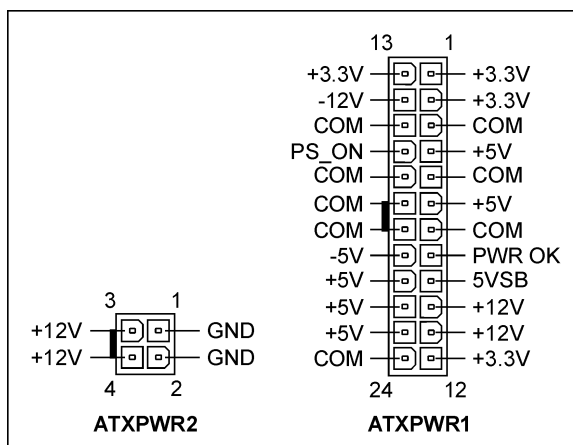 13 1
+3.3V +3.3V
-12V +3.3V
COM COM
PS_ON +5V
COM COM
COM +5V
COM COM
-5V PWR OK
+5V 5VSB
+5V +12V
+5V +12V
COM +3.3V
24 12
ATXPWR1
3 1
+12V GND
+12V GND
4 2
ATXPWR2